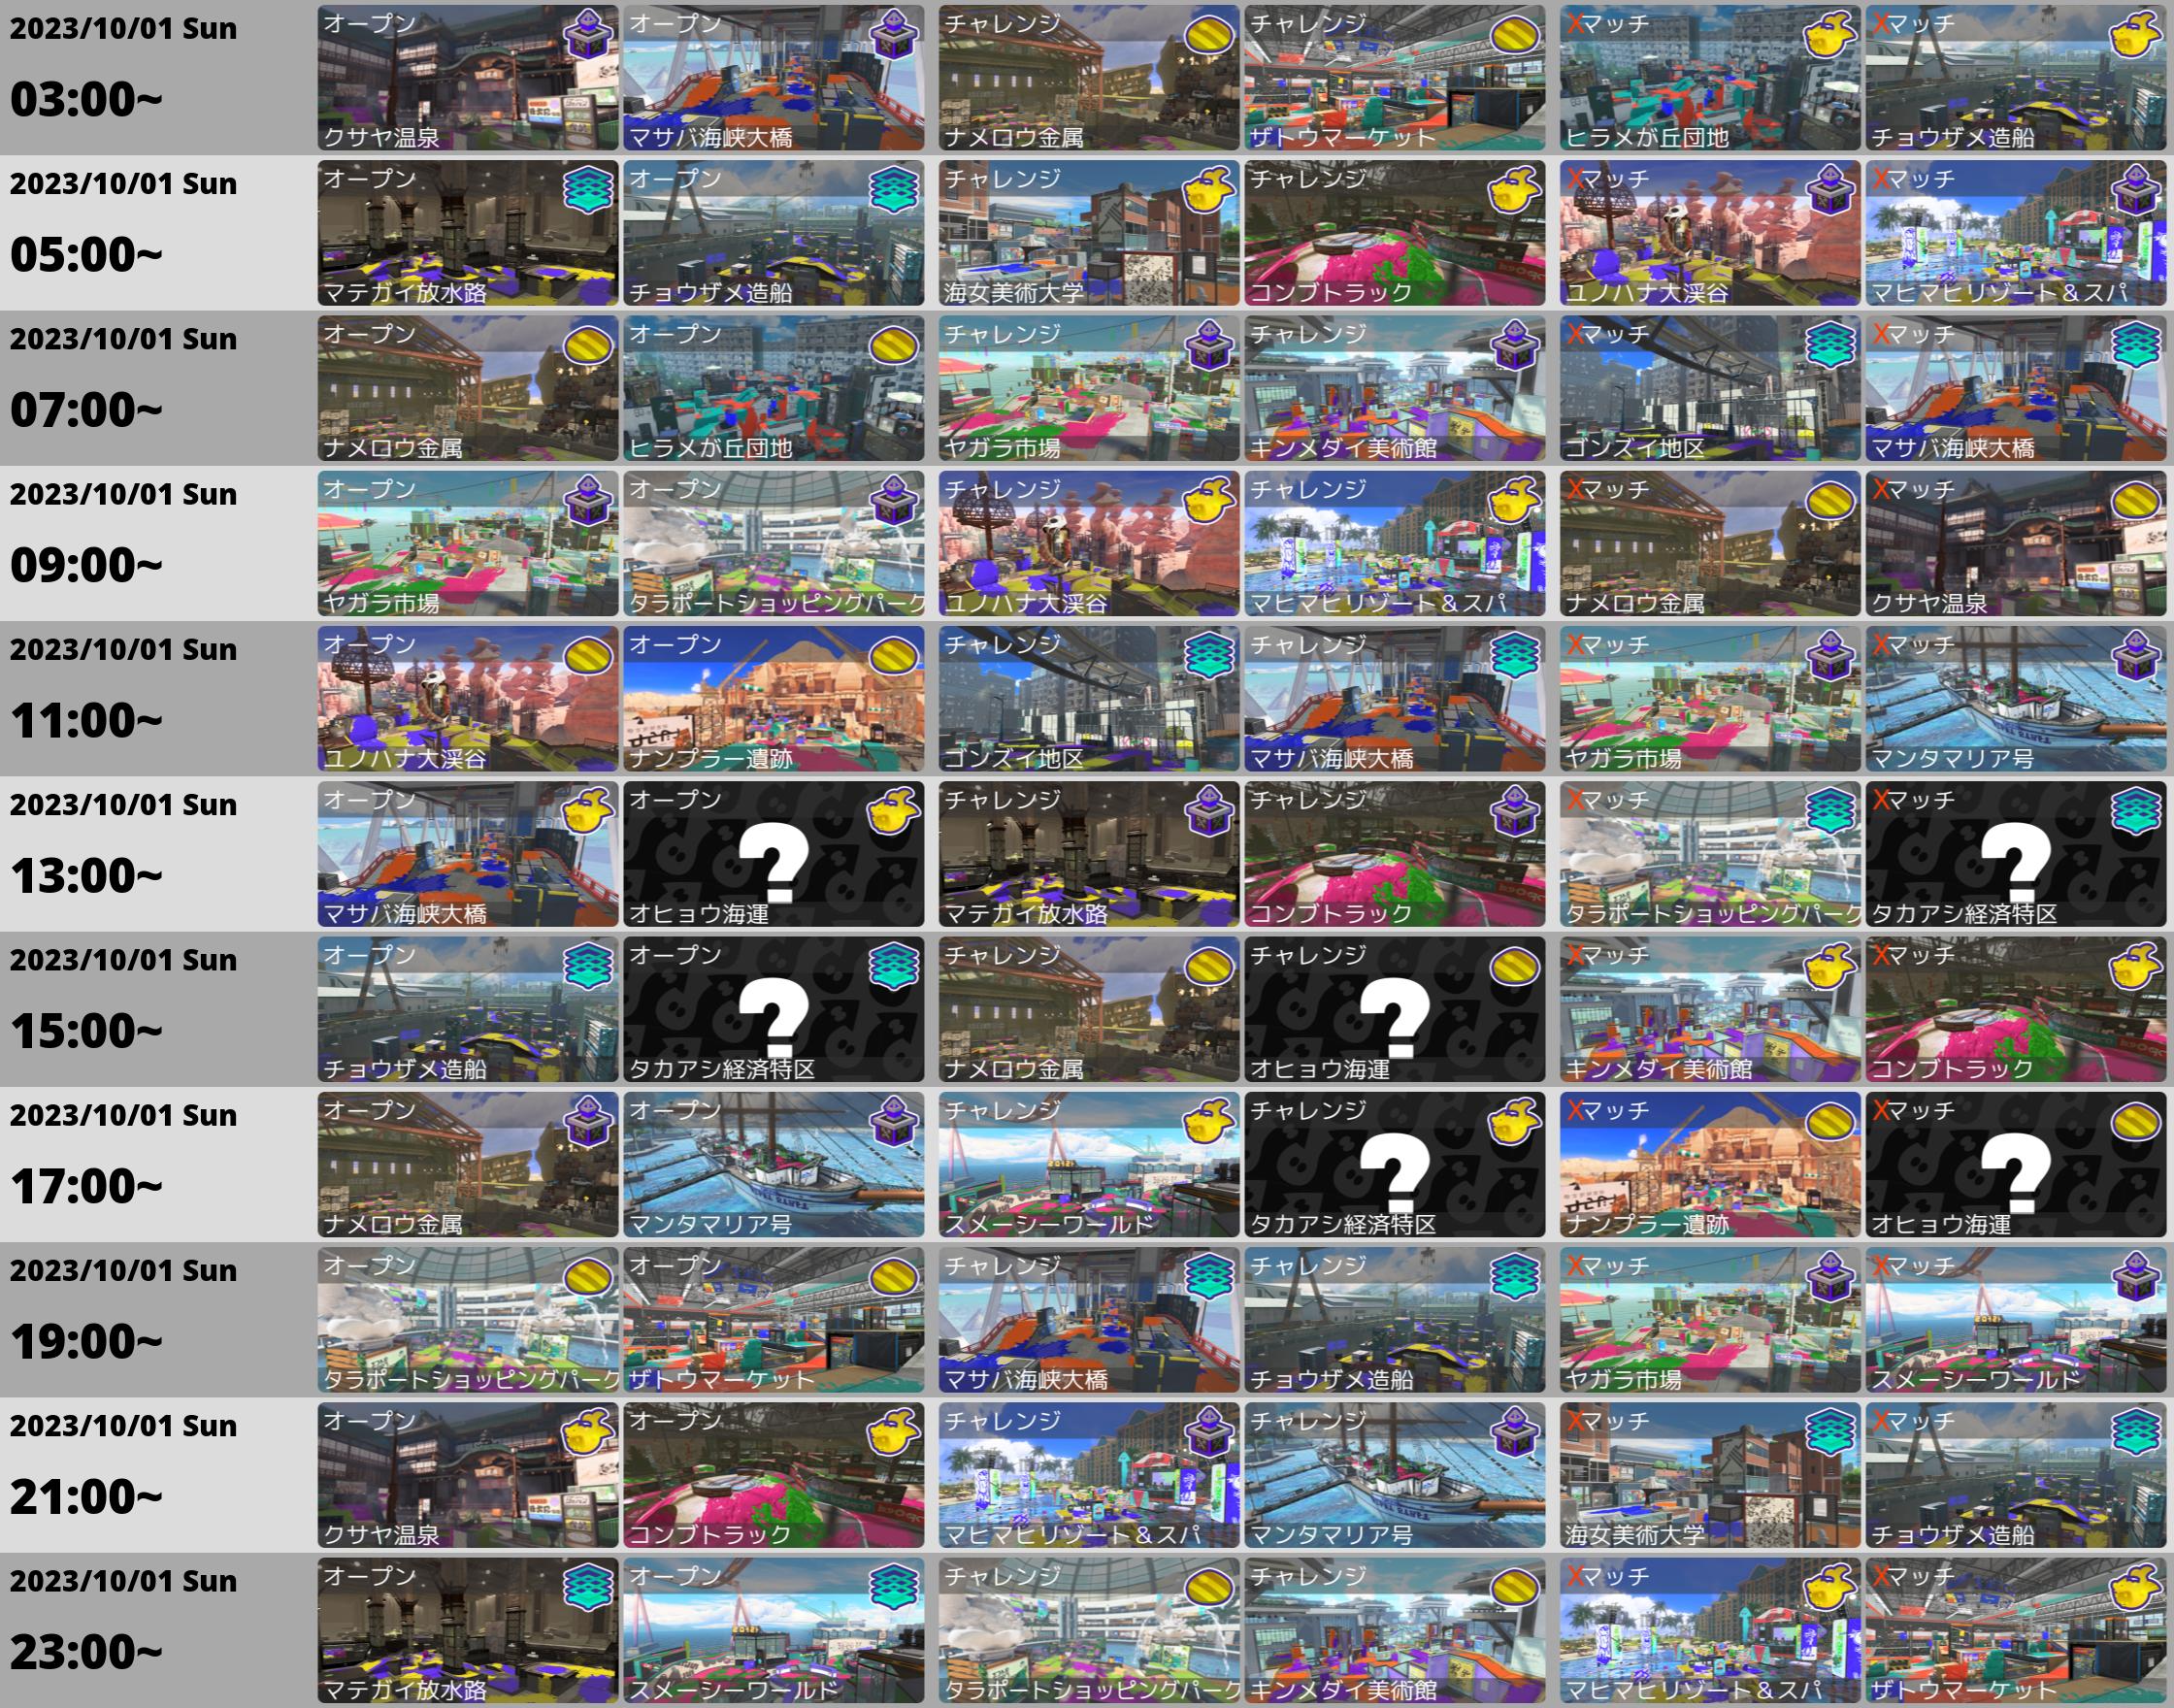 2023/10/01 Sun
03:00~
オープン
クサヤ温泉
オープン
マサバ海峡大橋
チャレンジ
ナメロウ金属
チャレンジ
ザトウマーケット
Xマッチ
ヒラメが丘団地
Xマッチ
チョウザメ造船
2023/10/01 Sun
05:00~
オープン
マテガイ放水路
オープン
チョウザメ造船
チャレンジ
海女美術大学
チャレンジ
コンブトラック
Xマッチ
ユノハナ大渓谷
Xマッチ
マヒマヒリゾート＆スパ
2023/10/01 Sun
07:00~
オープン
ナメロウ金属
オープン
ヒラメが丘団地
チャレンジ
ヤガラ市場
チャレンジ
キンメダイ美術館
Xマッチ
ゴンズイ地区
Xマッチ
マサバ海峡大橋
2023/10/01 Sun
09:00~
オープン
ヤガラ市場
オープン
タラポートショッピングパーク
チャレンジ
ユノハナ大渓谷
チャレンジ
マヒマヒリゾート＆スパ
Xマッチ
ナメロウ金属
Xマッチ
クサヤ温泉
2023/10/01 Sun
11:00~
オープン
ユノハナ大渓谷
オープン
ナンプラー遺跡
チャレンジ
ゴンズイ地区
チャレンジ
マサバ海峡大橋
Xマッチ
ヤガラ市場
Xマッチ
マンタマリア号
2023/10/01 Sun
13:00~
オープン
マサバ海峡大橋
オープン
?
オヒョウ海運
チャレンジ
マテガイ放水路
チャレンジ
コンブトラック
Xマッチ
タラポートショッピングパーク
Xマッチ
?
タカアシ経済特区
2023/10/01 Sun
15:00~
オープン
チョウザメ造船
オープン
?
タカアシ経済特区
チャレンジ
ナメロウ金属
チャレンジ
?
オヒョウ海運
Xマッチ
キンメダイ美術館
Xマッチ
コンブトラック
2023/10/01 Sun
17:00~
オープン
ナメロウ金属
オープン
マンタマリア号
チャレンジ
スメーシーワールド
チャレンジ
?
タカアシ経済特区
Xマッチ
ナンプラー遺跡
Xマッチ
?
オヒョウ海運
2023/10/01 Sun
19:00~
オープン
タラポートショッピングパーク
オープン
ザトウマーケット
チャレンジ
マサバ海峡大橋
チャレンジ
チョウザメ造船
Xマッチ
ヤガラ市場
Xマッチ
スメーシーワールド
2023/10/01 Sun
21:00~
オープン
クサヤ温泉
オープン
コンブトラック
チャレンジ
マヒマヒリゾート＆スパ
チャレンジ
マンタマリア号
Xマッチ
海女美術大学
Xマッチ
チョウザメ造船
2023/10/01 Sun
23:00~
オープン
マテガイ放水路
オープン
スメーシーワールド
チャレンジ
タラポートショッピングパーク
チャレンジ
キンメダイ美術館
Xマッチ
マヒマヒリゾート＆スパ
Xマッチ
ザトウマーケット